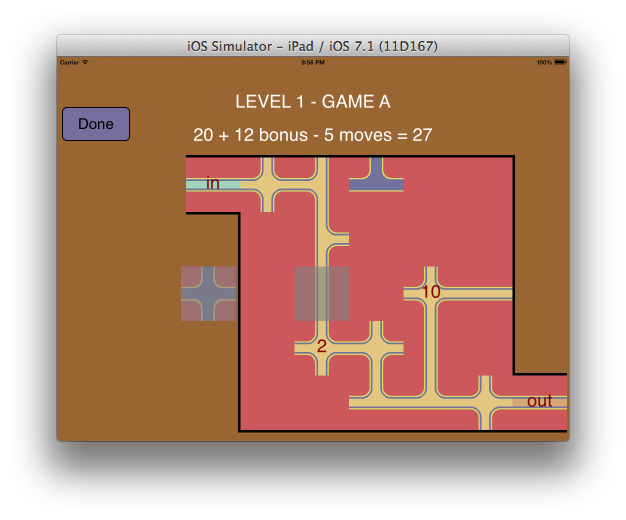 iOS Simulator - iPad / iOS 7.1 (11D167)
Carrier 9:56 PM 100%
LEVEL 1 - GAME A
Done
20 + 12 bonus - 5 moves = 27
in
10
2
out